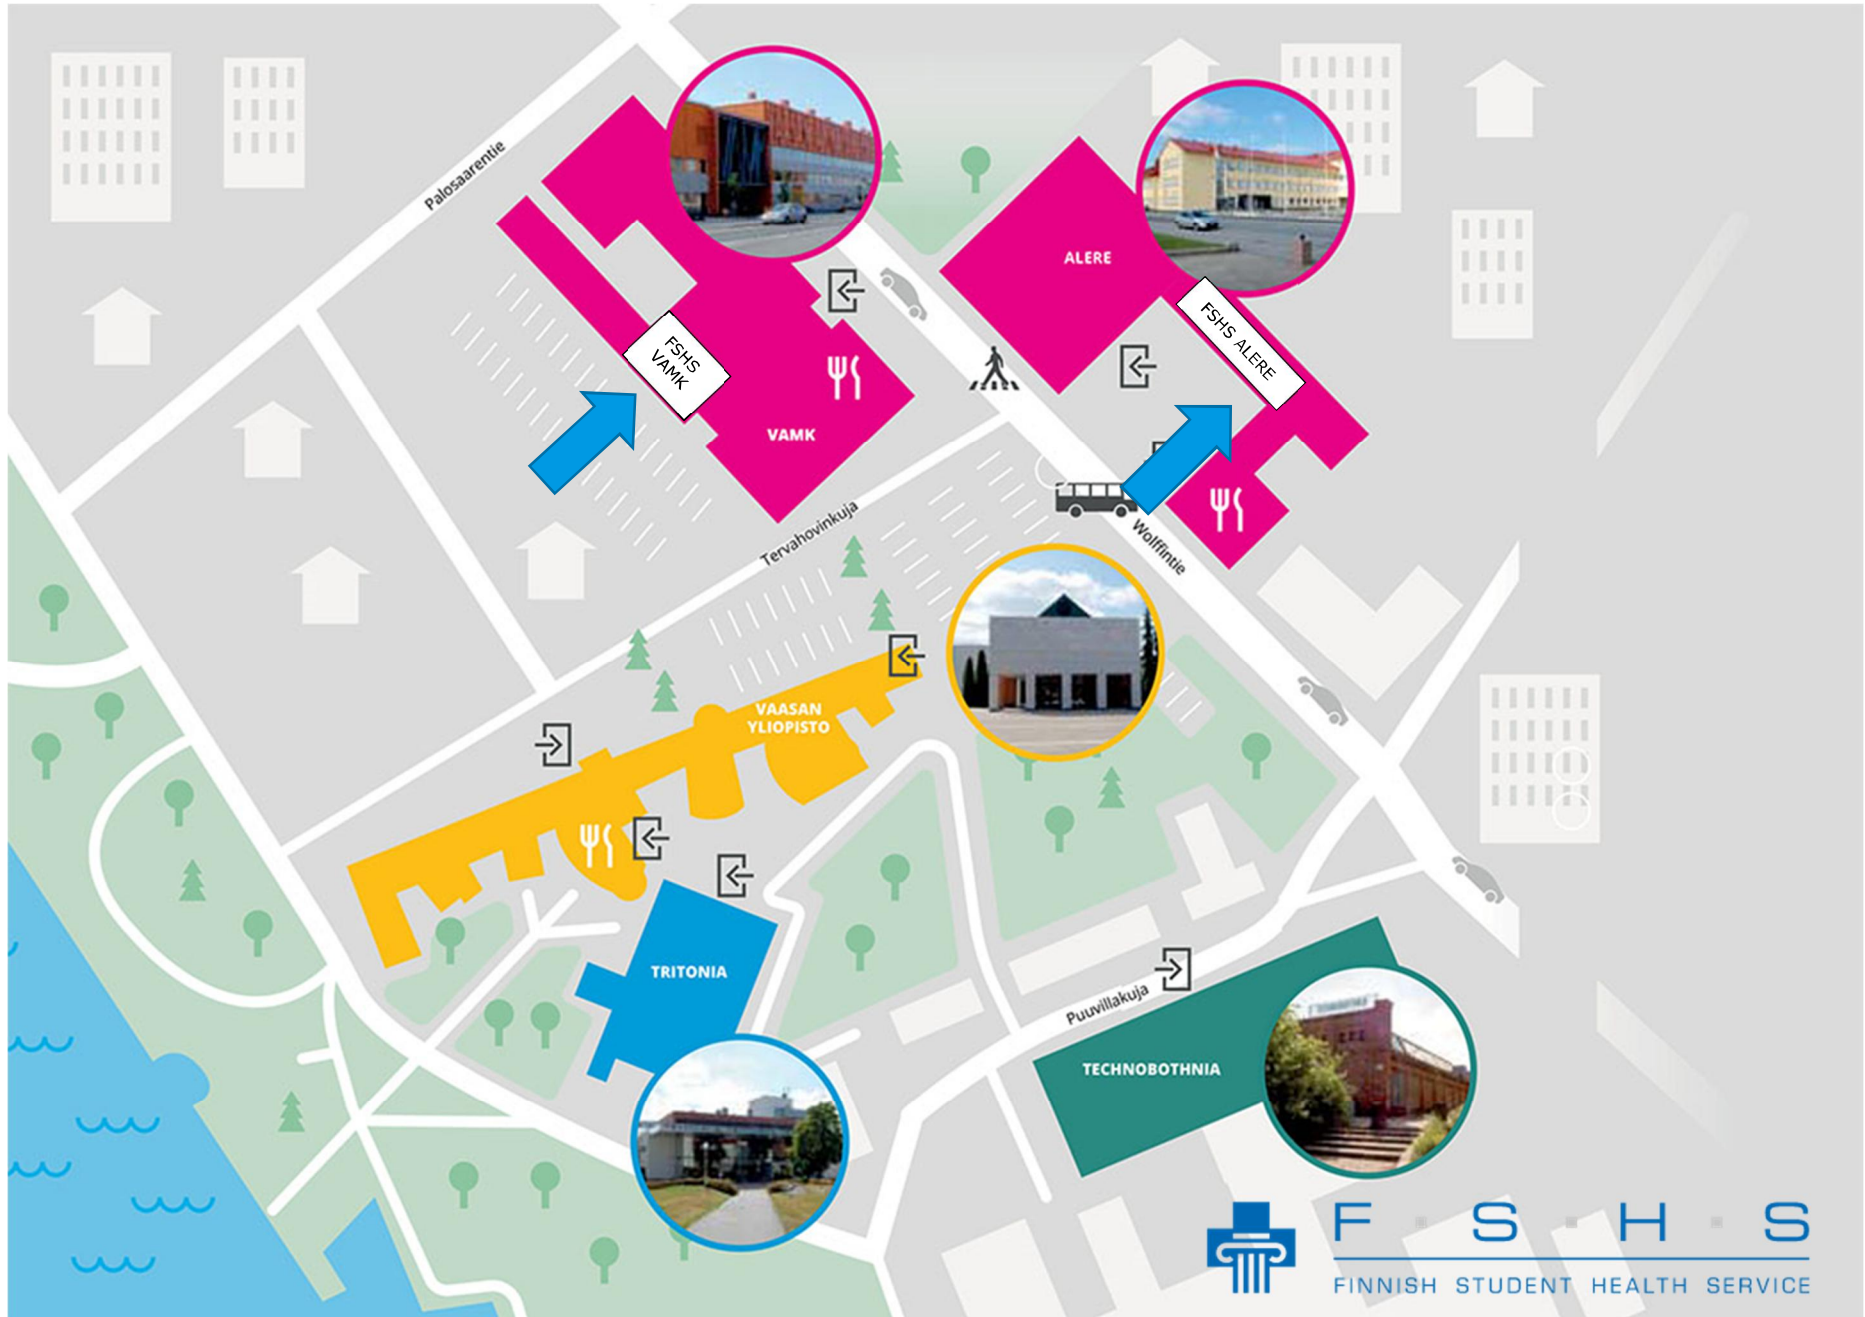 Palosaarentie
ALERE
FSHS ALERE
FSHS
VAMK
VAMK
Tervahovinkuja
Wolffintie
VAASAN
YLIOPISTO
TRITONIA
Puuvillakuja
TECHNOBOTHNIA
F S H S
FINNISH STUDENT HEALTH SERVICE